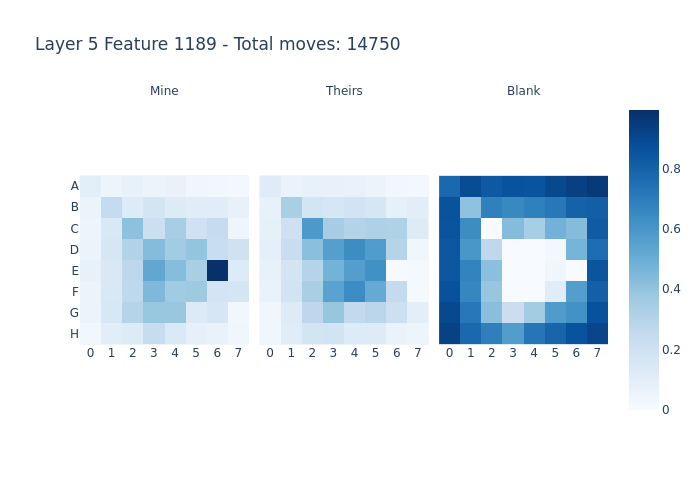 Layer 5 Feature 1189 - Total moves: 14750
Mine Theirs Blank
A
B
C
D
E
F
G
H
0 1 2 3 4 5 6 7 0 1 2 3 4 5 6 7 0 1 2 3 4 5 6 7
0.8
0.6
0.4
0.2
0